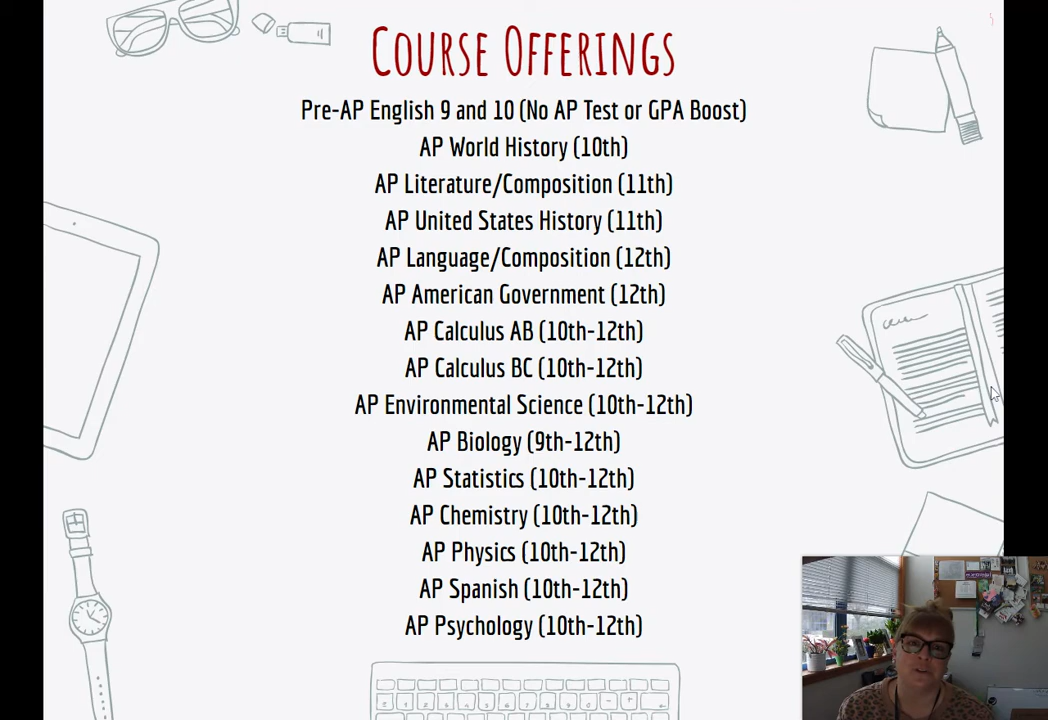 Course Offerings
Pre-AP English 9 and 10 (No AP Test or GPA Boost)
AP World History (10th)
AP Literature/Composition (11th)
AP United States History (11th)
AP Language/Composition (12th)
AP American Government (12th)
AP Calculus AB (10th-12th)
AP Calculus BC (10th-12th)
AP Environmental Science (10th-12th)
AP Biology (9th-12th)
AP Statistics (10th-12th)
AP Chemistry (10th-12th)
AP Physics (10th-12th)
AP Spanish (10th-12th)
AP Psychology (10th-12th)